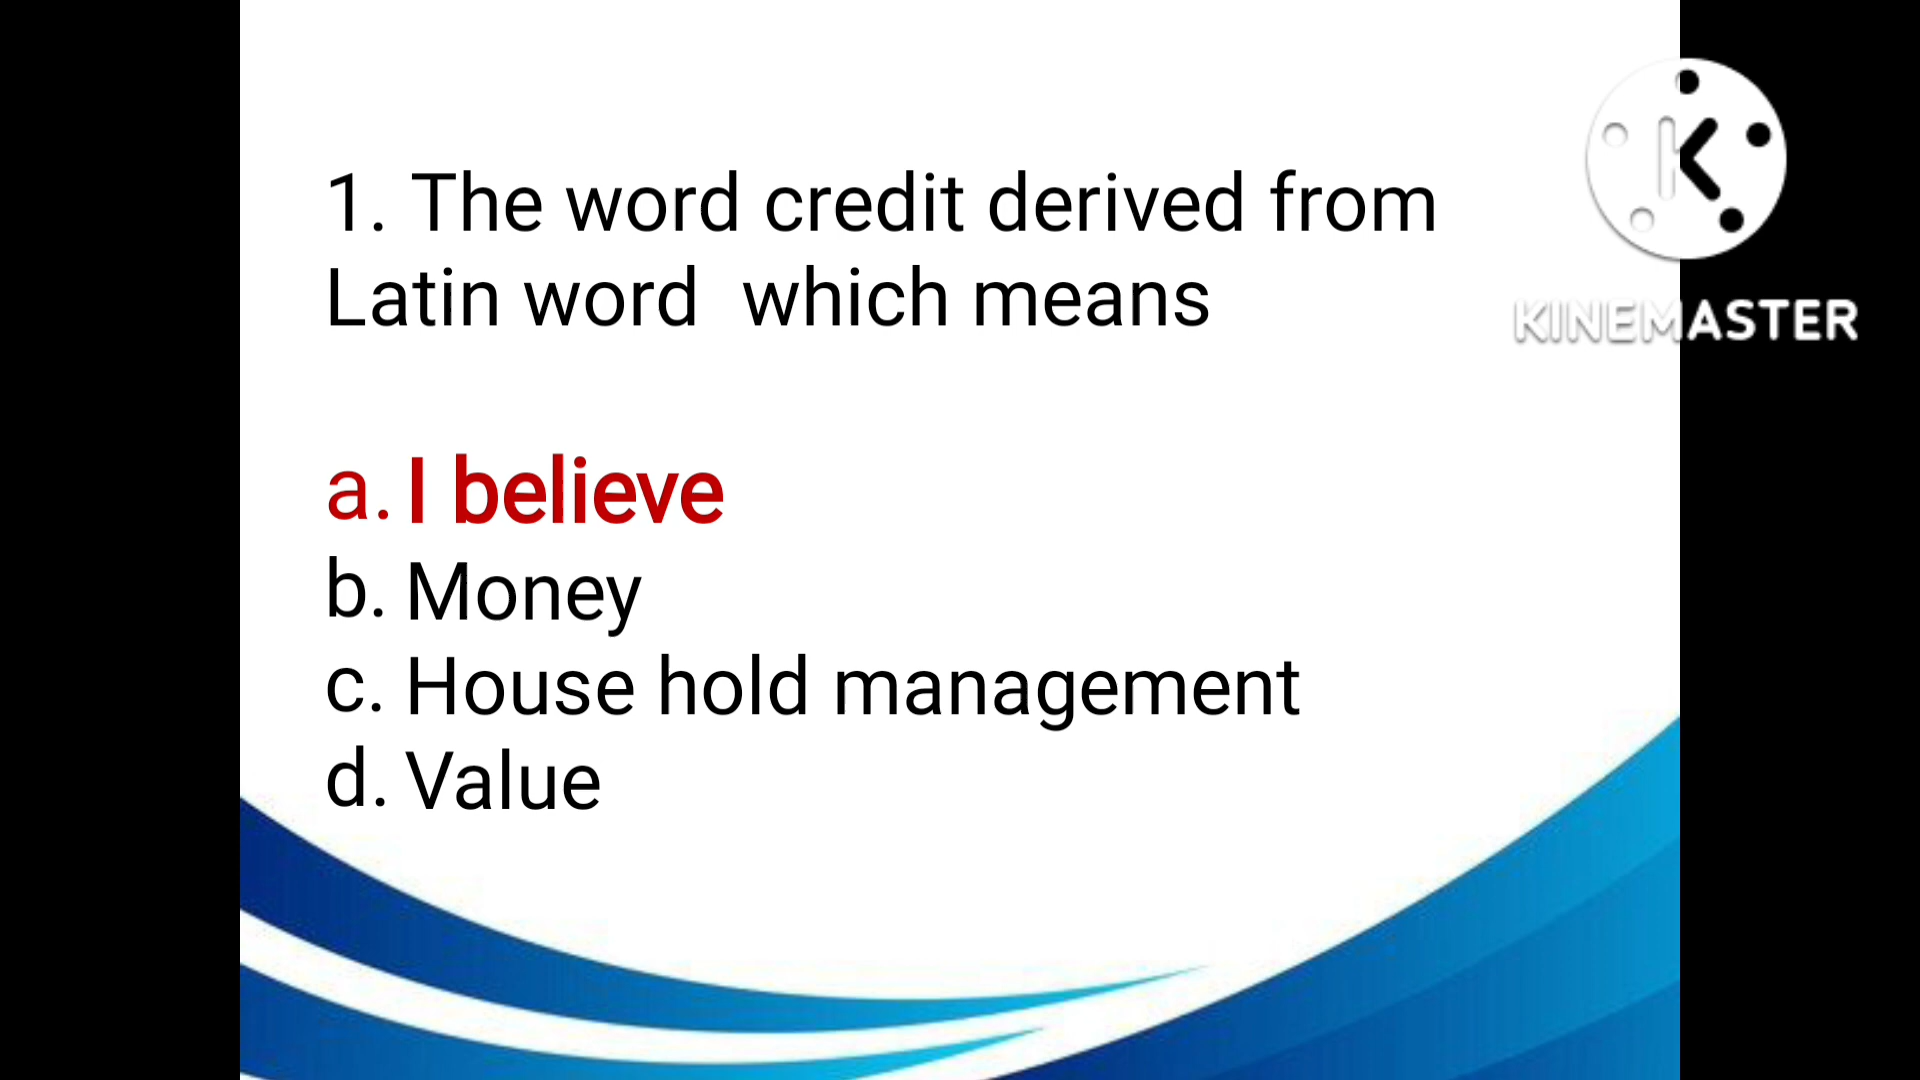 1. The word credit derived from
Latin word  which means
a. I believe
b. Money
c. House hold management
d. Value
K
KINEMASTER